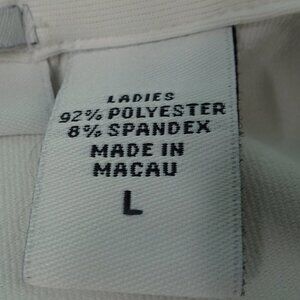 LADIES
92% POLYESTER
8% SPANDEX
MADE IN
MACAU
L